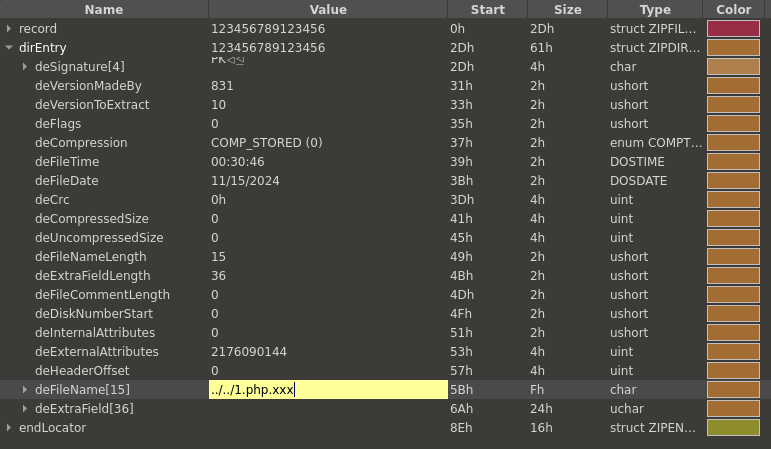 Name Value Start Size Type Color
record 123456789123456 0h 2Dh struct ZIPFIL...
dirEntry 123456789123456 2Dh 61h struct ZIPDIR...
deSignature[4] PK 2Dh 4h char
deVersionMadeBy 831 31h 2h ushort
deVersionToExtract 10 33h 2h ushort
deFlags 0 35h 2h ushort
deCompression COMP_STORED (0) 37h 2h enum COMPT...
deFileTime 00:30:46 39h 2h DOSTIME
deFileDate 11/15/2024 3Bh 2h DOSDATE
deCrc 0h 3Dh 4h uint
deCompressedSize 0 41h 4h uint
deUncompressedSize 0 45h 4h uint
deFileNameLength 15 49h 2h ushort
deExtraFieldLength 36 4Bh 2h ushort
deFileCommentLength 0 4Dh 2h ushort
deDiskNumberStart 0 4Fh 2h ushort
deInternalAttributes 0 51h 2h ushort
deExternalAttributes 2176090144 53h 4h uint
deHeaderOffset 0 57h 4h uint
deFileName[15] ../../1.php.xxx 5Bh Fh char
deExtraField[36] 6Ah 24h uchar
endLocator 8Eh 16h struct ZIPEN...